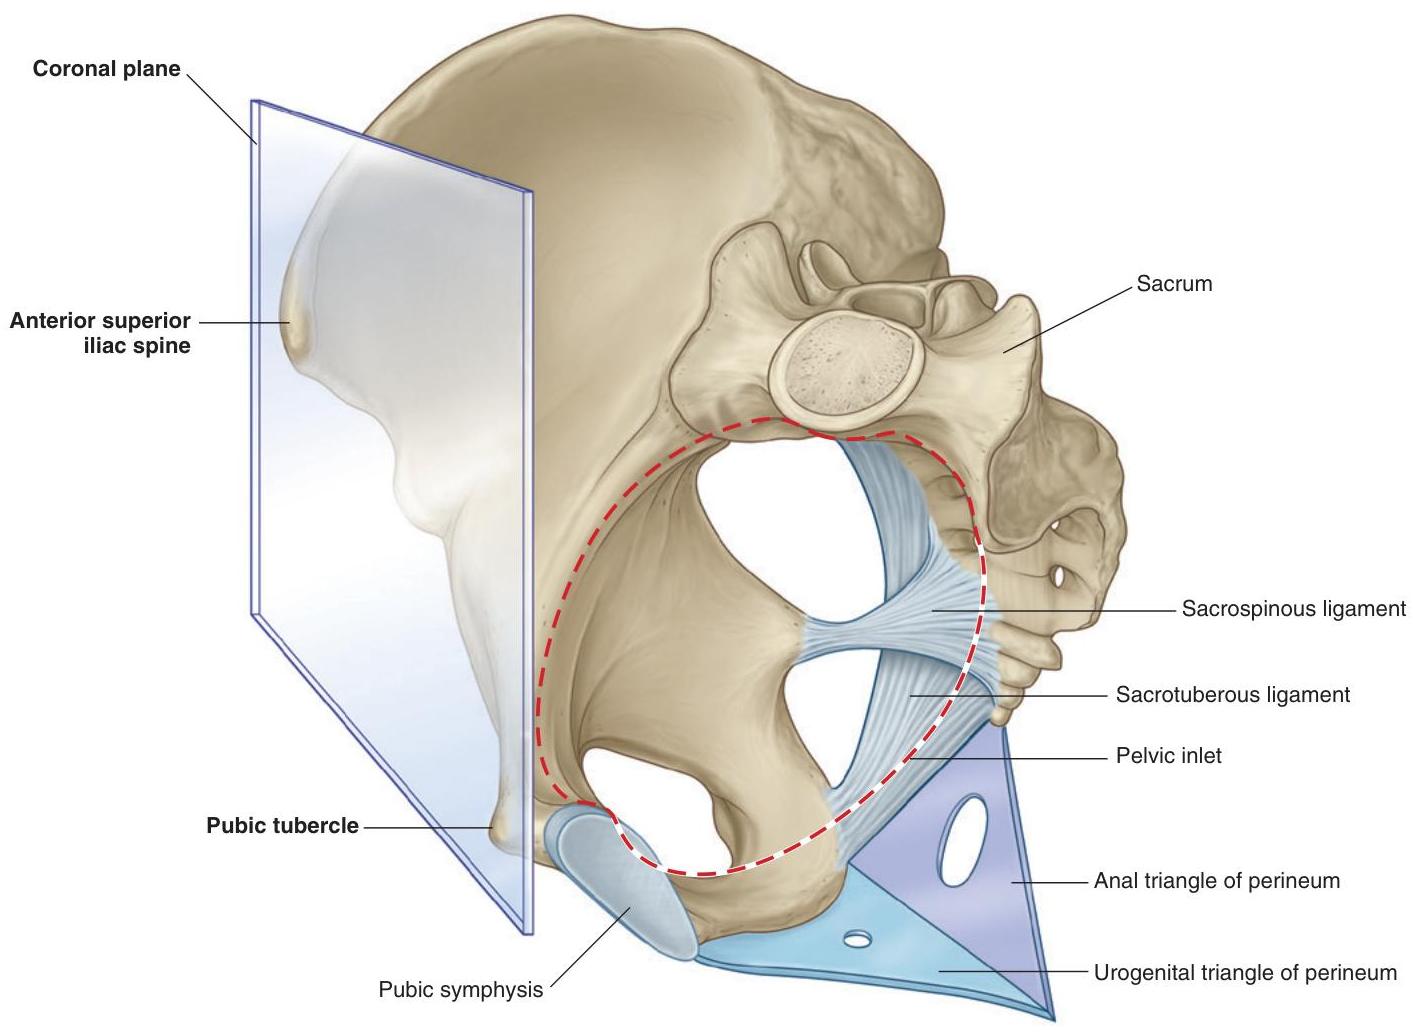 Coronal plane
Sacrum
Anterior superior
iliac spine
Sacrospinous ligament
Sacrotuberous ligament
Pelvic inlet
Pubic tubercle
Anal triangle of perineum
Urogenital triangle of perineum
Pubic symphysis